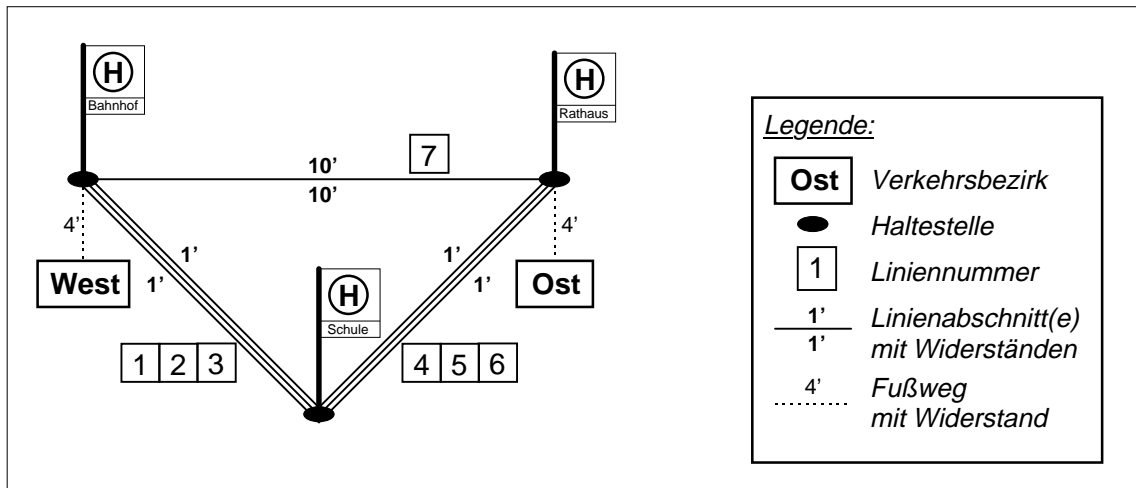 H
Bahnhof
H
Rathaus
7
10'
10'
4'
1'
1'
West
H
Schule
1'
1'
4'
Ost
1 2 3
4 5 6
Legende:
Ost Verkehrsbezirk
Haltestelle
1 Liniennummer
1' Linienabschnitt(e)
1' mit Widerständen
4' Fußweg
mit Widerstand